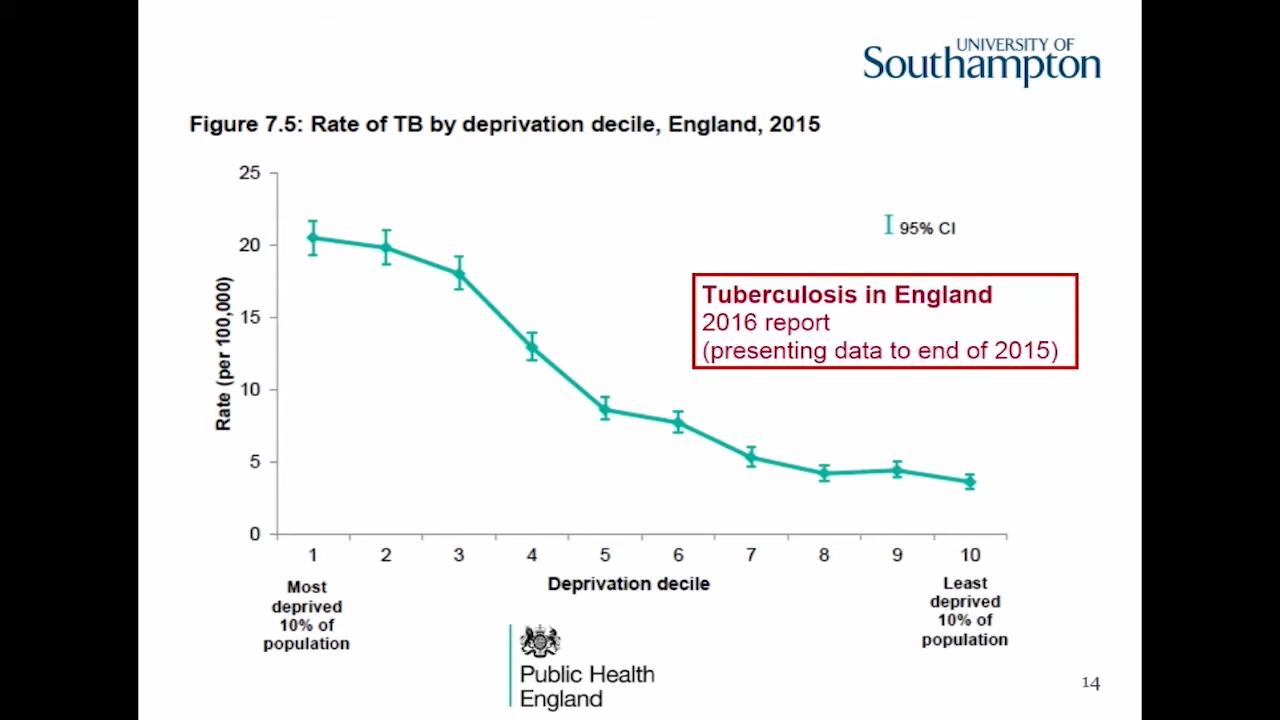 UNIVERSITY OF
Southampton
Figure 7.5: Rate of TB by deprivation decile, England, 2015
25
20
15
10
5
0
Rate (per 100,000)
95% CI
Tuberculosis in England
2016 report
(presenting data to end of 2015)
1 2 3 4 5 6 7 8 9 10
Deprivation decile
Most
deprived
10% of
population
Least
deprived
10% of
population
Public Health
England
14